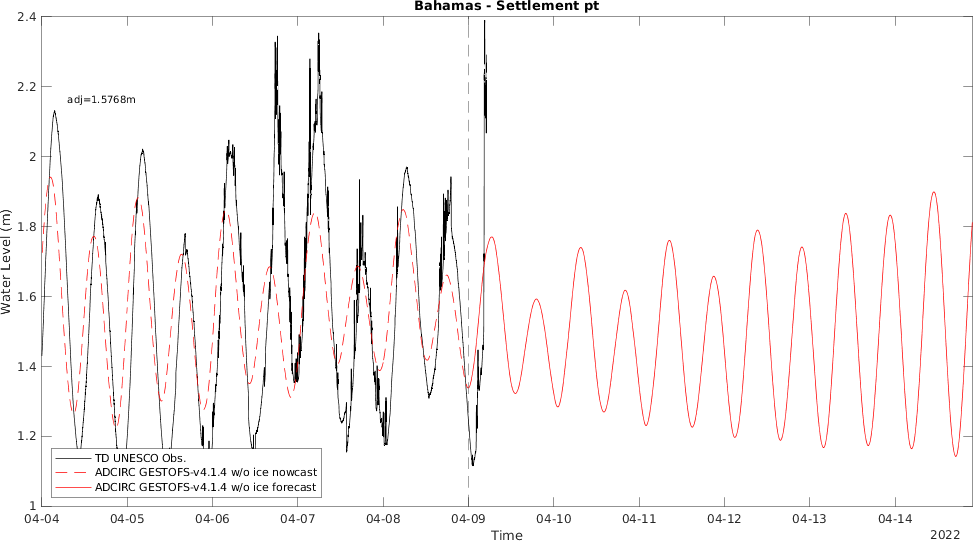 Bahamas - Settlement pt
2.4
2.2
2
1.8
1.6
1.4
1.2
1
Water Level (m)
adj=1.5768m
TD UNESCO Obs.
ADCIRC GESTOFS-v4.1.4 w/o ice nowcast
ADCIRC GESTOFS-v4.1.4 w/o ice forecast
04-04 04-05 04-06 04-07 04-08 04-09 04-10 04-11 04-12 04-13 04-14
Time
2022